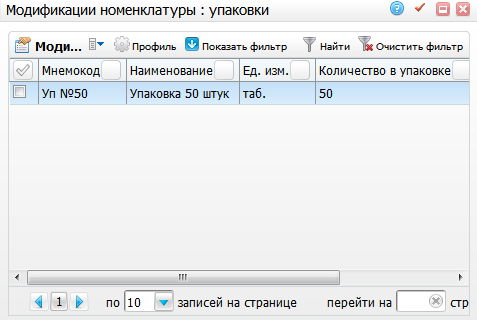 Модификации номенклатуры : упаковки
Моди... Профиль Показать фильтр Найти Очистить фильтр
Мнемокод Наименование Ед. изм. Количество в упаковке
Уп №50 Упаковка 50 штук таб. 50
1 по 10 записей на странице перейти на стр